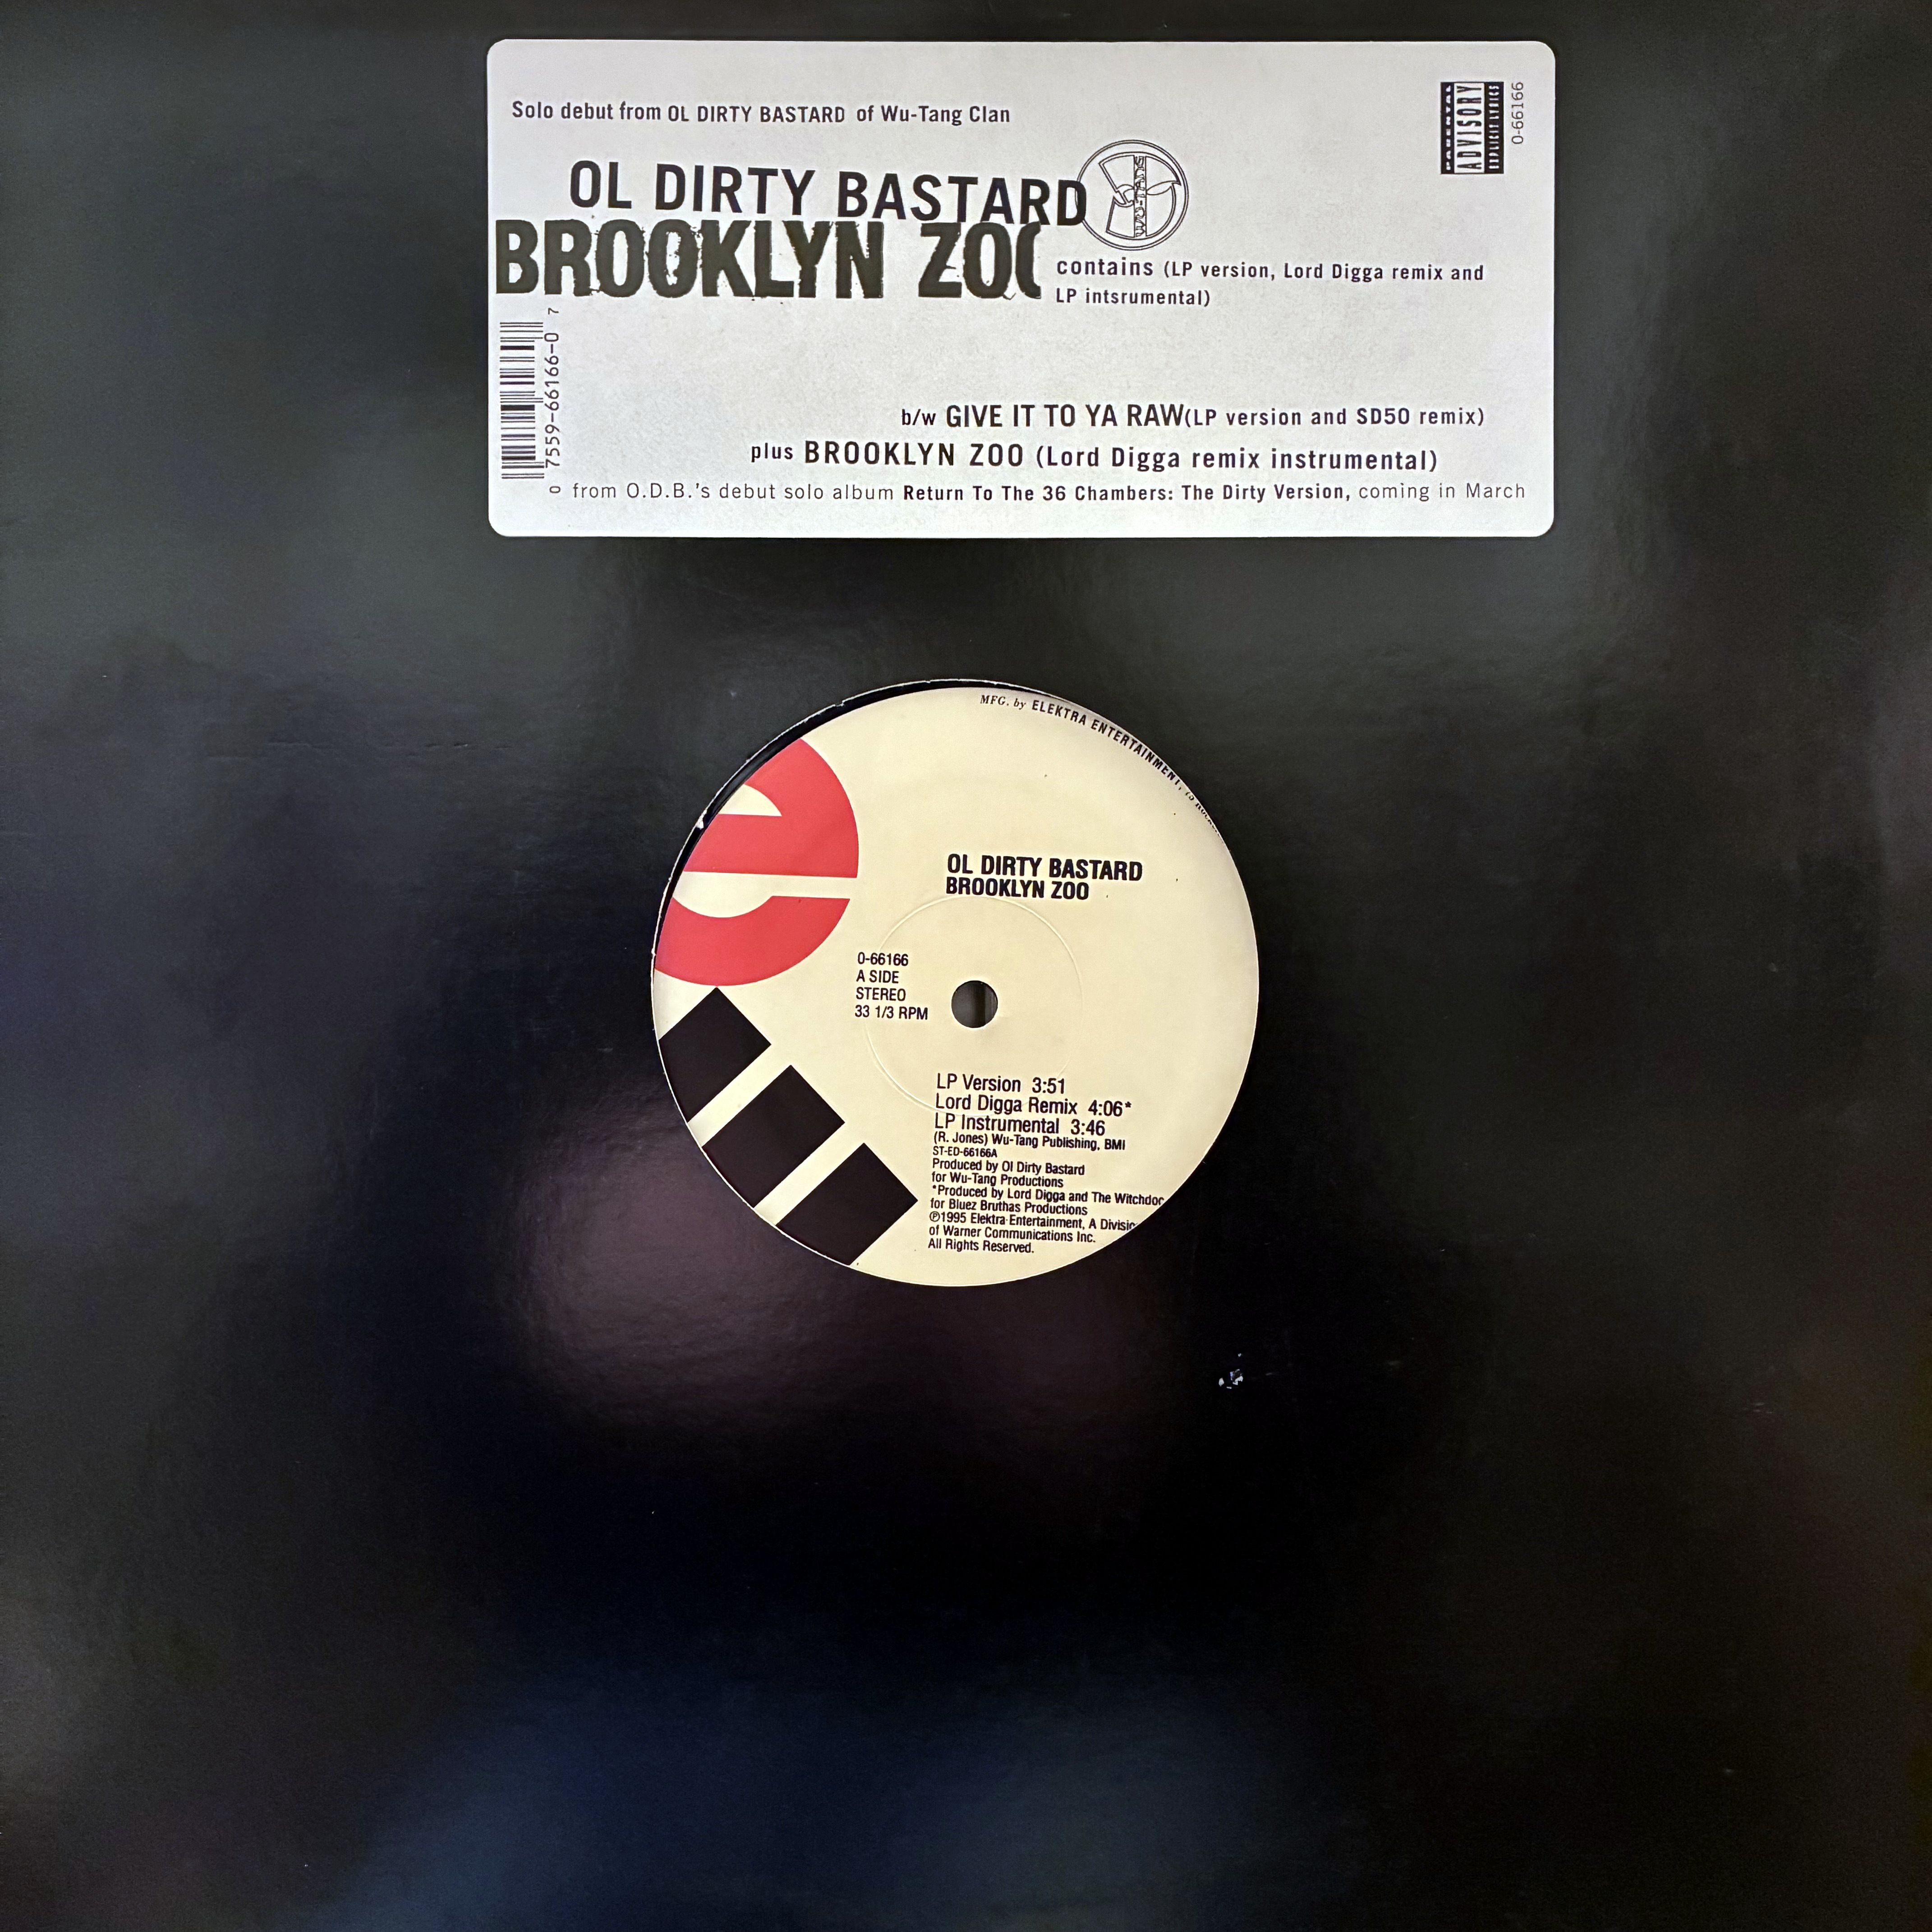 Solo debut from OL DIRTY BASTARD of Wu-Tang Clan
PARENTAL
ADVISORY
EXPLICIT LYRICS
0-66166
OL DIRTY BASTARD
BROOKLYN ZOO
contains (LP version, Lord Digga remix and
LP intsrumental)
0 7559-66166-0 7
b/w GIVE IT TO YA RAW(LP version and SD50 remix)
plus BROOKLYN ZOO (Lord Digga remix instrumental)
from O.D.B.'s debut solo album Return To The 36 Chambers: The Dirty Version, coming in March
MFG. by ELEKTRA ENTERTAINMENT, 75
e
OL DIRTY BASTARD
BROOKLYN ZOO
0-66166
A SIDE
STEREO
33 1/3 RPM
LP Version 3:51
Lord Digga Remix 4:06*
LP Instrumental 3:46
(R. Jones) Wu-Tang Publishing, BMI
ST-ED-66166A
Produced by Ol Dirty Bastard
for Wu-Tang Productions
*Produced by Lord Digga and The Witchdoc
for Bluez Bruthas Productions
℗1995 Elektra Entertainment, A Divisio
of Warner Communications Inc.
All Rights Reserved.